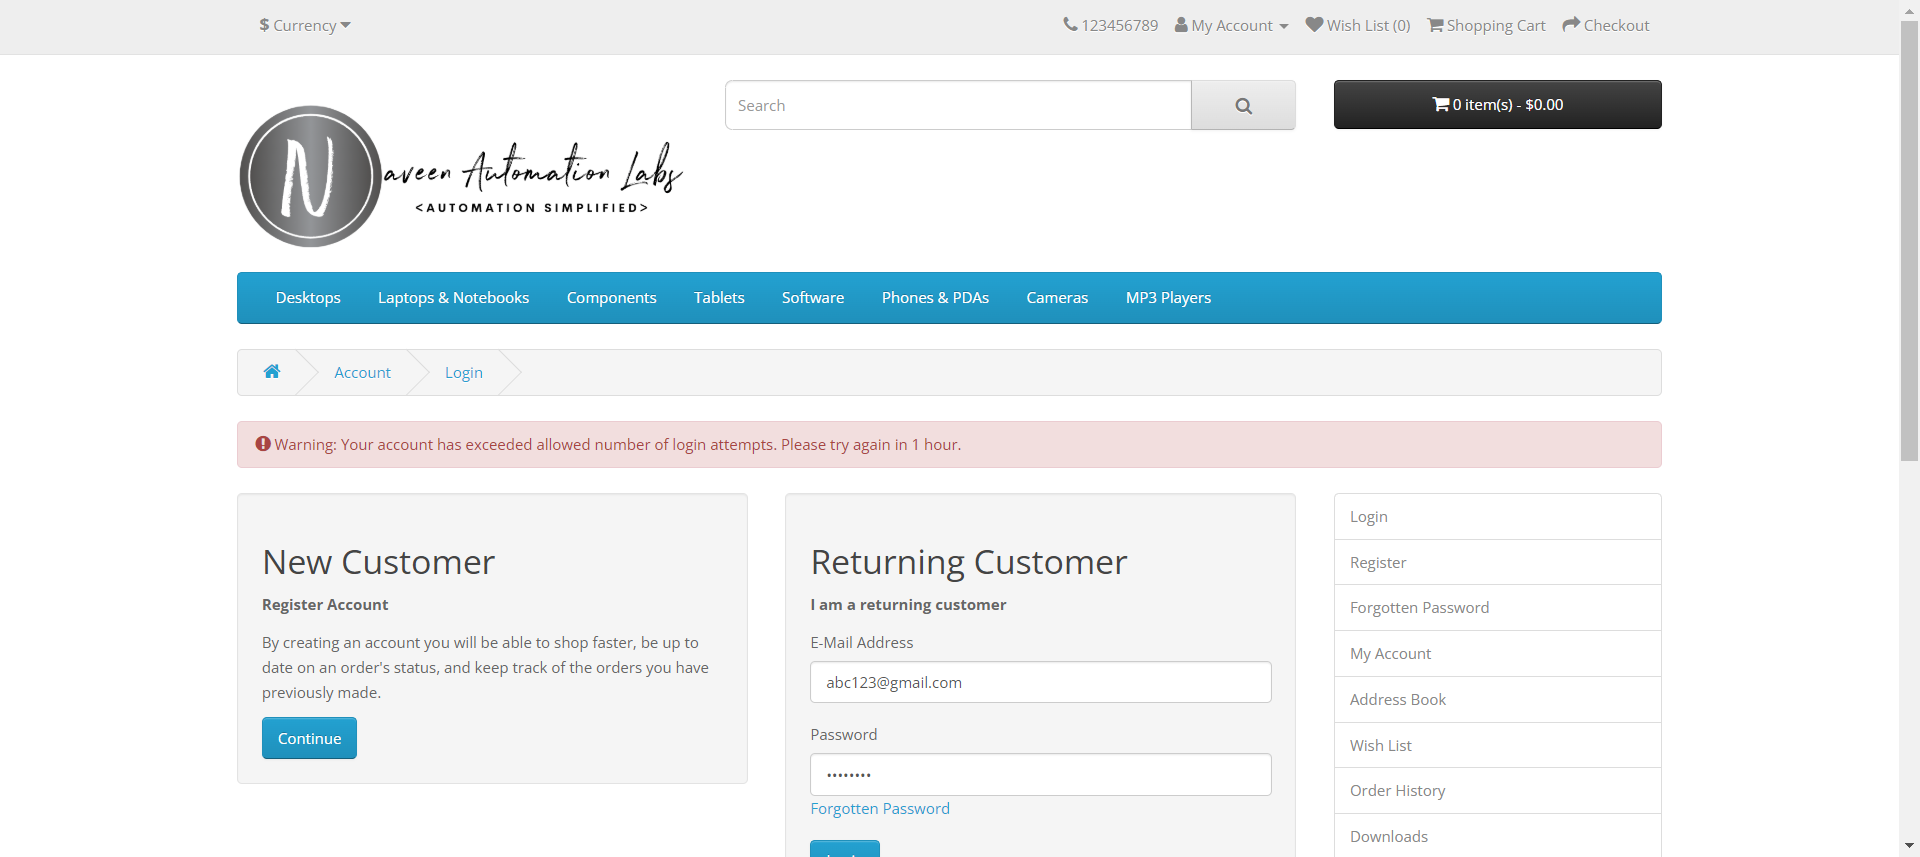 $ Currency
123456789 My Account Wish List (0) Shopping Cart Checkout
Search
0 item(s) - $0.00
Naveen Automation Labs
<AUTOMATION SIMPLIFIED>
Desktops Laptops & Notebooks Components Tablets Software Phones & PDAs Cameras MP3 Players
Account Login
Warning: Your account has exceeded allowed number of login attempts. Please try again in 1 hour.
New Customer
Register Account
By creating an account you will be able to shop faster, be up to
date on an order's status, and keep track of the orders you have
previously made.
Continue
Returning Customer
I am a returning customer
E-Mail Address
abc123@gmail.com
Password
••••••••
Forgotten Password
Login
Register
Forgotten Password
My Account
Address Book
Wish List
Order History
Downloads